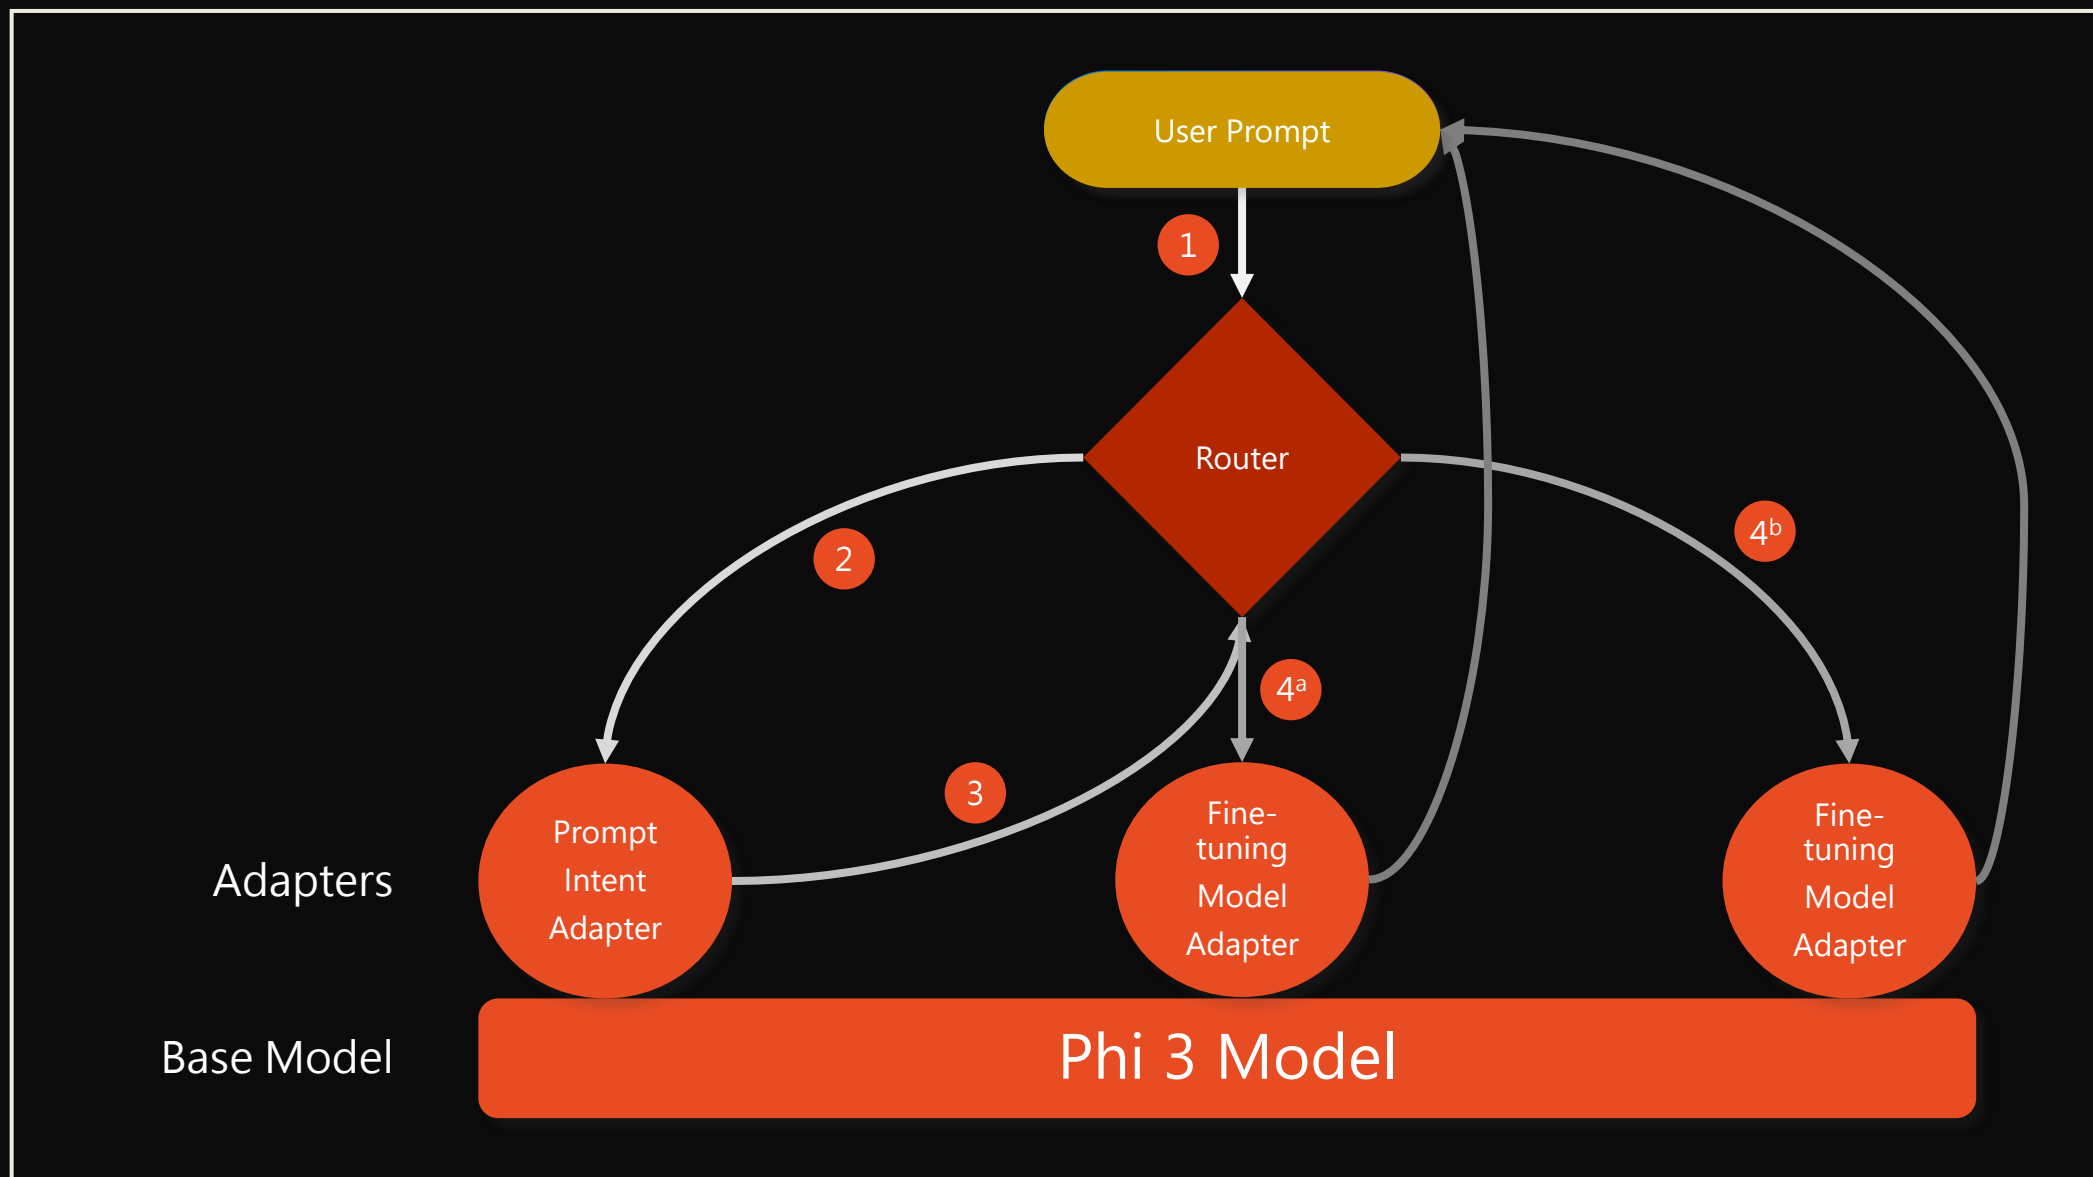 User Prompt
1
Router
2
4b
4a
3
Prompt
Intent
Adapter
Fine-
tuning
Model
Adapter
Fine-
tuning
Model
Adapter
Adapters
Base Model
Phi 3 Model